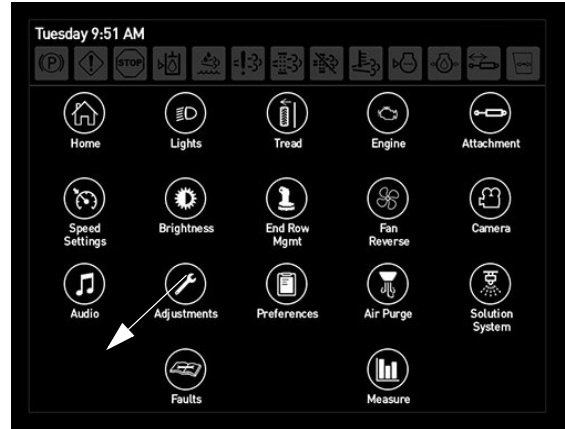 Tuesday 9:51 AM
(P) STOP
Home Lights Tread Engine Attachment
Speed Settings Brightness End Row Mgmt Fan Reverse Camera
Audio Adjustments Preferences Air Purge Solution System
Faults Measure